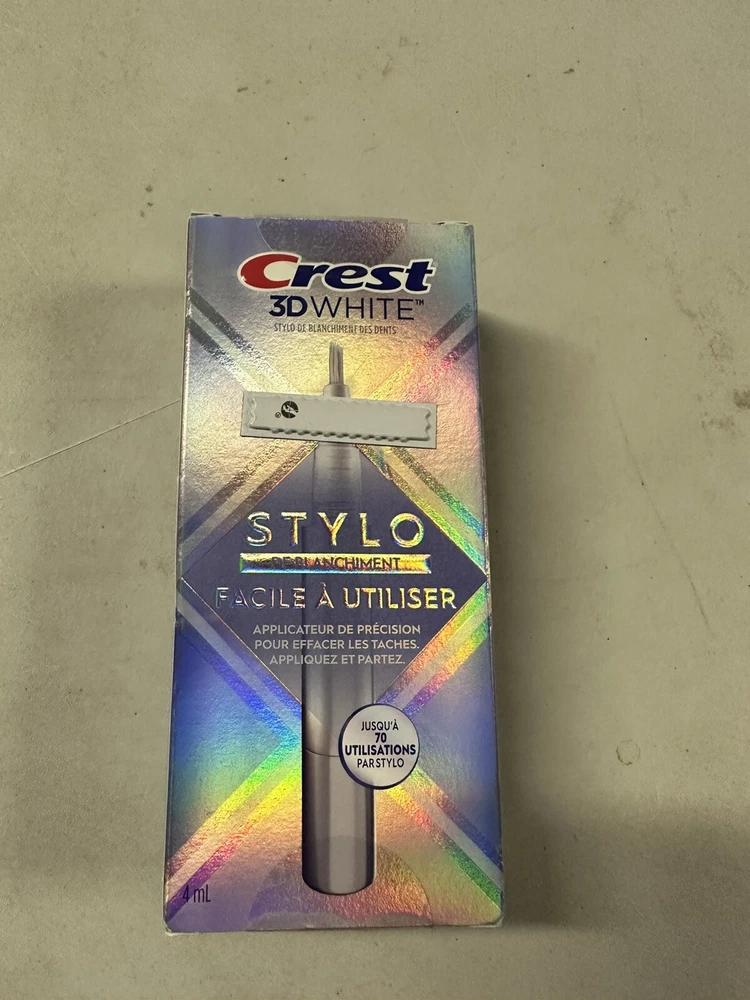 Crest
3DWHITE™
STYLO DE BLANCHIMENT DES DENTS
®
STYLO
DE BLANCHIMENT
FACILE À UTILISER
APPLICATEUR DE PRÉCISION
POUR EFFACER LES TACHES.
APPLIQUEZ ET PARTEZ.
JUSQU'À
70
UTILISATIONS
PAR STYLO
4 mL